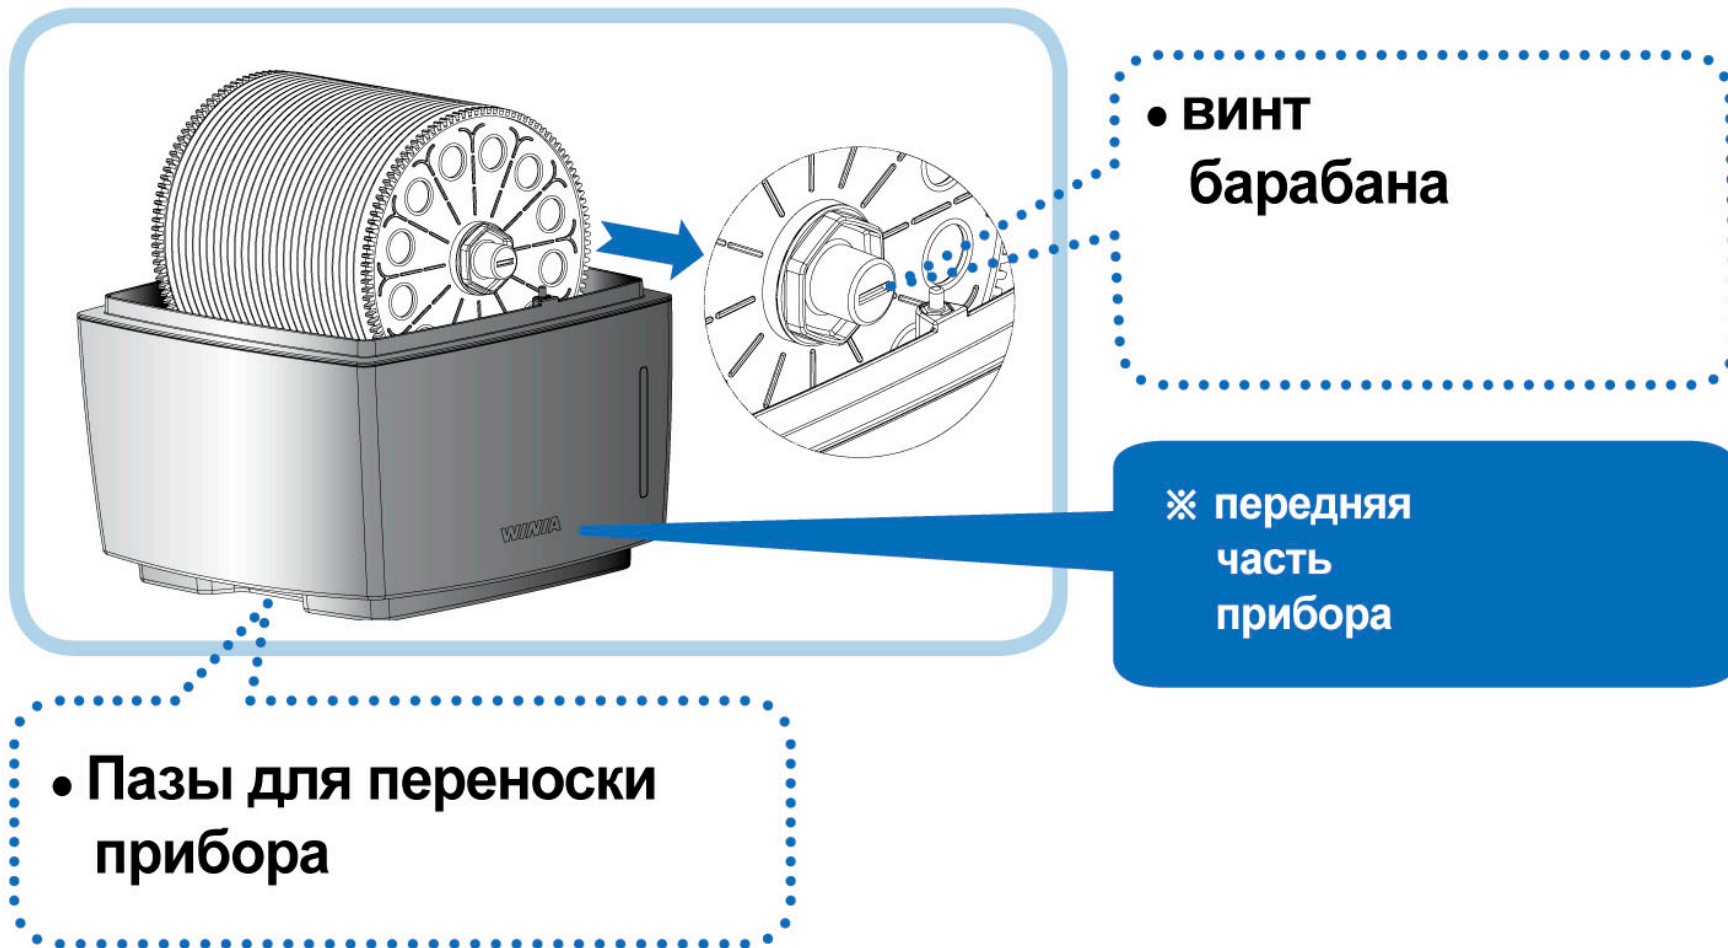 • винт
барабана
WINIA
※ передняя
часть
прибора
• Пазы для переноски
прибора